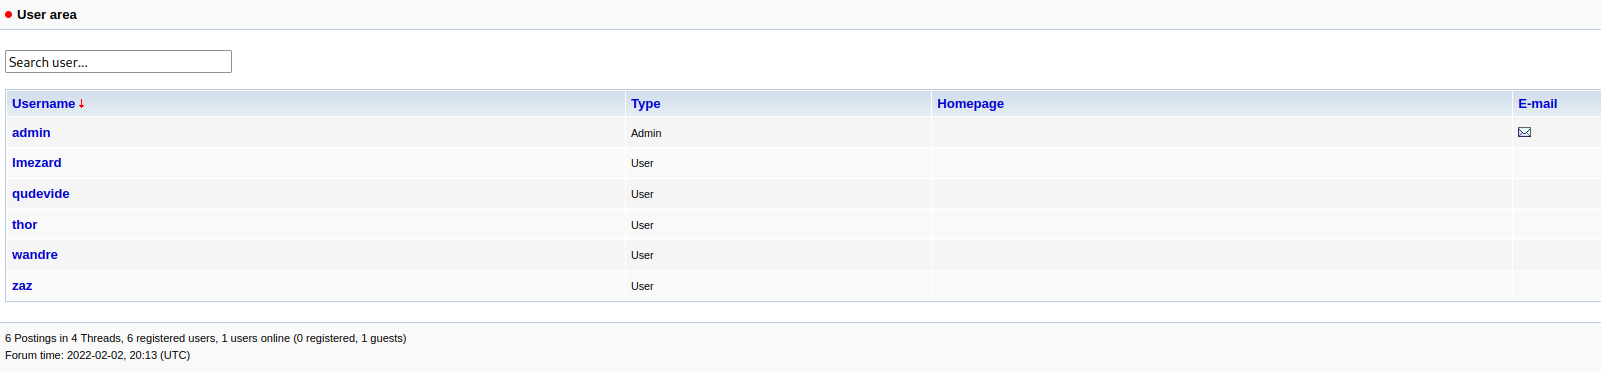 User area
Search user...
Username Type Homepage E-mail
admin Admin
lmezard User
qudevide User
thor User
wandre User
zaz User
6 Postings in 4 Threads, 6 registered users, 1 users online (0 registered, 1 guests)
Forum time: 2022-02-02, 20:13 (UTC)